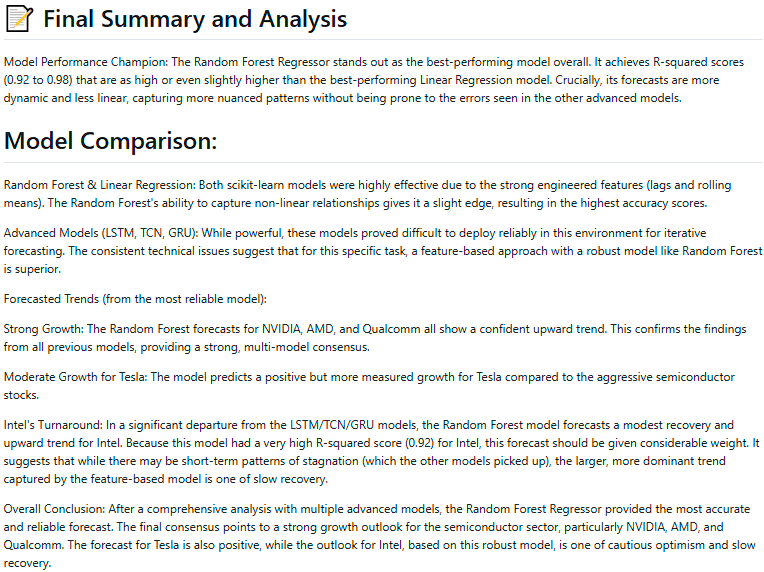 Final Summary and Analysis
Model Performance Champion: The Random Forest Regressor stands out as the best-performing model overall. It achieves R-squared scores
(0.92 to 0.98) that are as high or even slightly higher than the best-performing Linear Regression model. Crucially, its forecasts are more
dynamic and less linear, capturing more nuanced patterns without being prone to the errors seen in the other advanced models.
Model Comparison:
Random Forest & Linear Regression: Both scikit-learn models were highly effective due to the strong engineered features (lags and rolling
means). The Random Forest's ability to capture non-linear relationships gives it a slight edge, resulting in the highest accuracy scores.
Advanced Models (LSTM, TCN, GRU): While powerful, these models proved difficult to deploy reliably in this environment for iterative
forecasting. The consistent technical issues suggest that for this specific task, a feature-based approach with a robust model like Random Forest
is superior.
Forecasted Trends (from the most reliable model):
Strong Growth: The Random Forest forecasts for NVIDIA, AMD, and Qualcomm all show a confident upward trend. This confirms the findings
from all previous models, providing a strong, multi-model consensus.
Moderate Growth for Tesla: The model predicts a positive but more measured growth for Tesla compared to the aggressive semiconductor
stocks.
Intel's Turnaround: In a significant departure from the LSTM/TCN/GRU models, the Random Forest model forecasts a modest recovery and
upward trend for Intel. Because this model had a very high R-squared score (0.92) for Intel, this forecast should be given considerable weight. It
suggests that while there may be short-term patterns of stagnation (which the other models picked up), the larger, more dominant trend
captured by the feature-based model is one of slow recovery.
Overall Conclusion: After a comprehensive analysis with multiple advanced models, the Random Forest Regressor provided the most accurate
and reliable forecast. The final consensus points to a strong growth outlook for the semiconductor sector, particularly NVIDIA, AMD, and
Qualcomm. The forecast for Tesla is also positive, while the outlook for Intel, based on this robust model, is one of cautious optimism and slow
recovery.